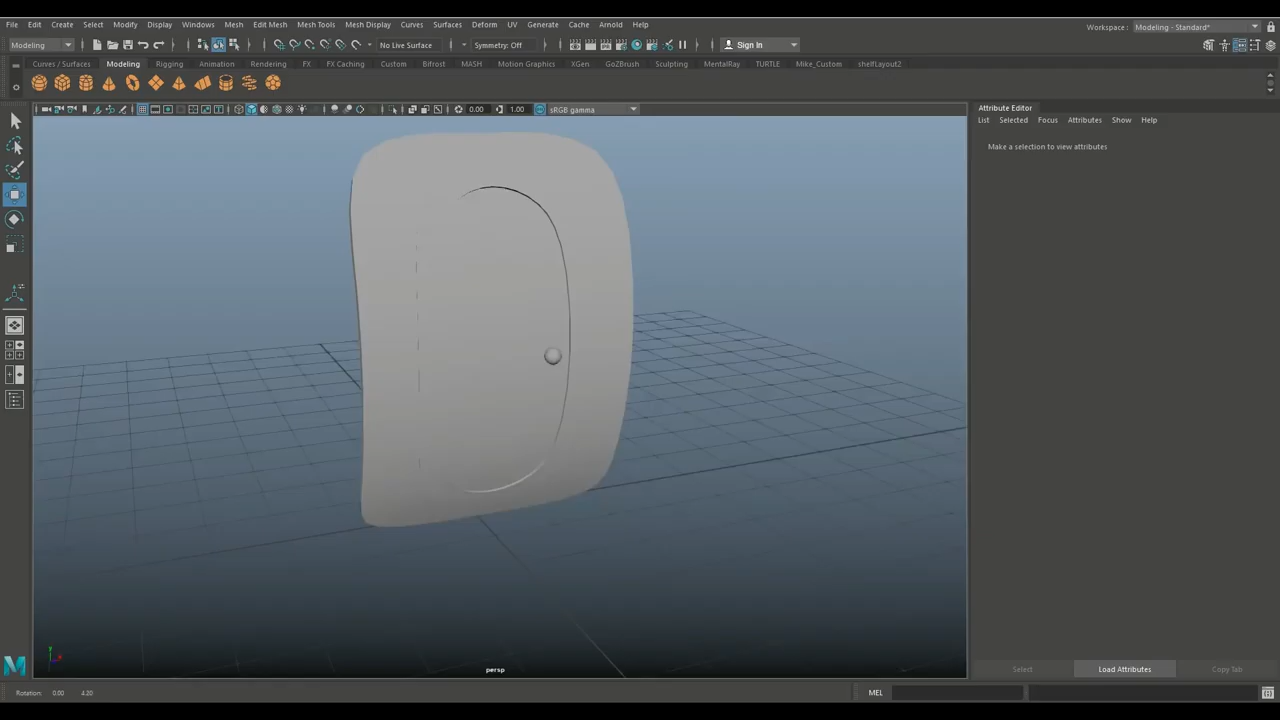 File Edit Create Select Modify Display Windows Mesh Edit Mesh Mesh Tools Mesh Display Curves Surfaces Deform UV Generate Cache Arnold Help
Workspace : Modeling - Standard*
Modeling No Live Surface Symmetry: Off Sign In
Curves / Surfaces Modeling Rigging Animation Rendering FX FX Caching Custom Bifrost MASH Motion Graphics XGen GoZBrush Sculpting MentalRay TURTLE Mike_Custom shelfLayout2
0.00 1.00 sRGB gamma
Attribute Editor
List Selected Focus Attributes Show Help
Make a selection to view attributes
persp
Select Load Attributes Copy Tab
Rotation: 0.00 4.20 MEL